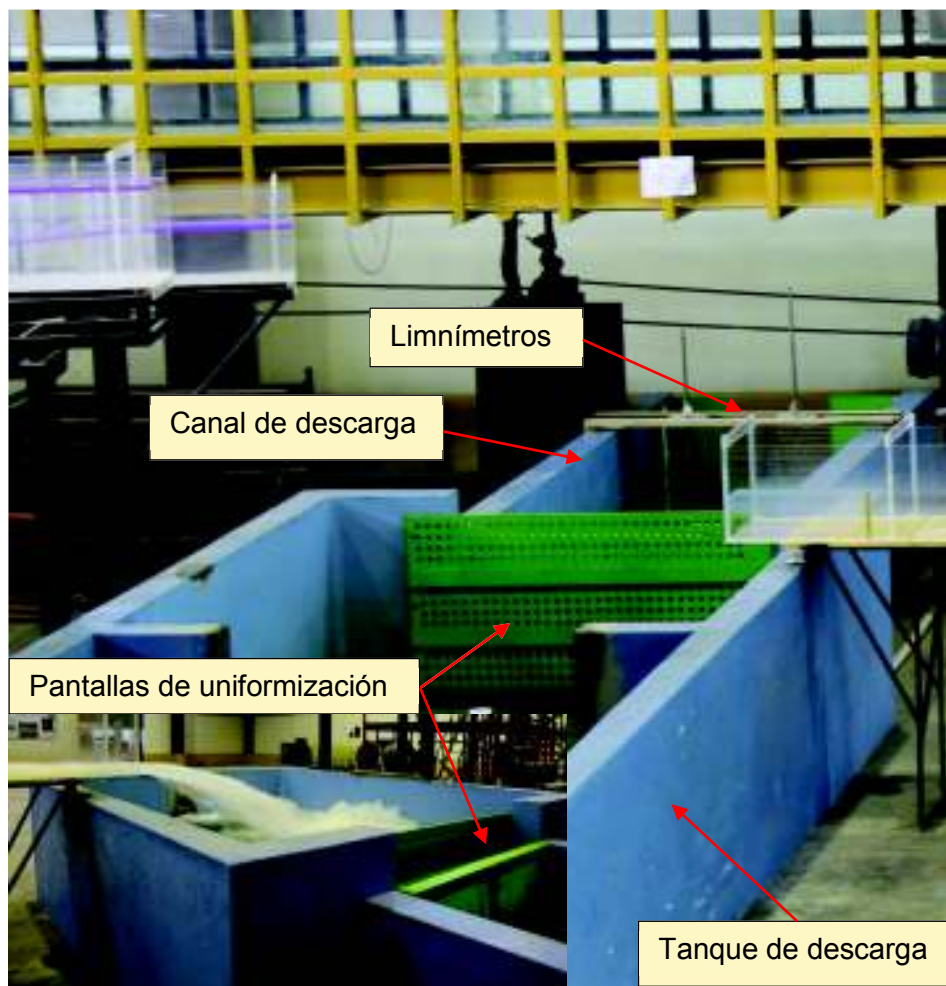 Limnímetros
Canal de descarga
Pantallas de uniformización
Tanque de descarga